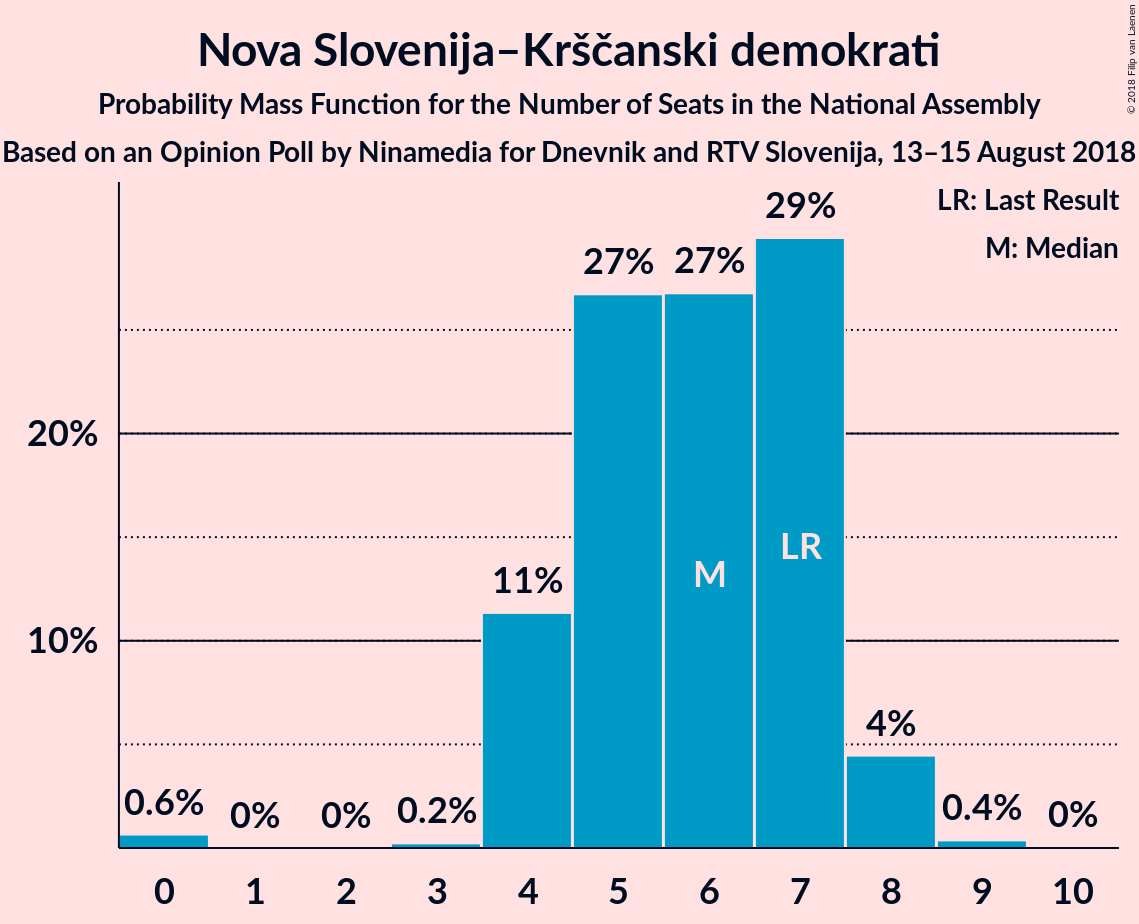 Nova Slovenija–Krščanski demokrati
Probability Mass Function for the Number of Seats in the National Assembly
Based on an Opinion Poll by Ninamedia for Dnevnik and RTV Slovenija, 13–15 August 2018
© 2018 Filip van Laenen
LR: Last Result
M: Median
29%
27% 27%
20%
LR
M
11%
10%
4%
0.6% 0% 0% 0.2% 0.4% 0%
0 1 2 3 4 5 6 7 8 9 10